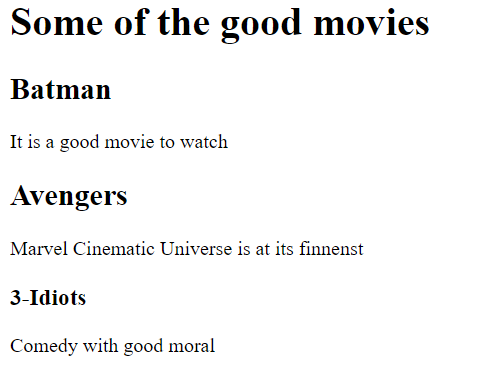 Some of the good movies
Batman
It is a good movie to watch
Avengers
Marvel Cinematic Universe is at its finnenst
3-Idiots
Comedy with good moral